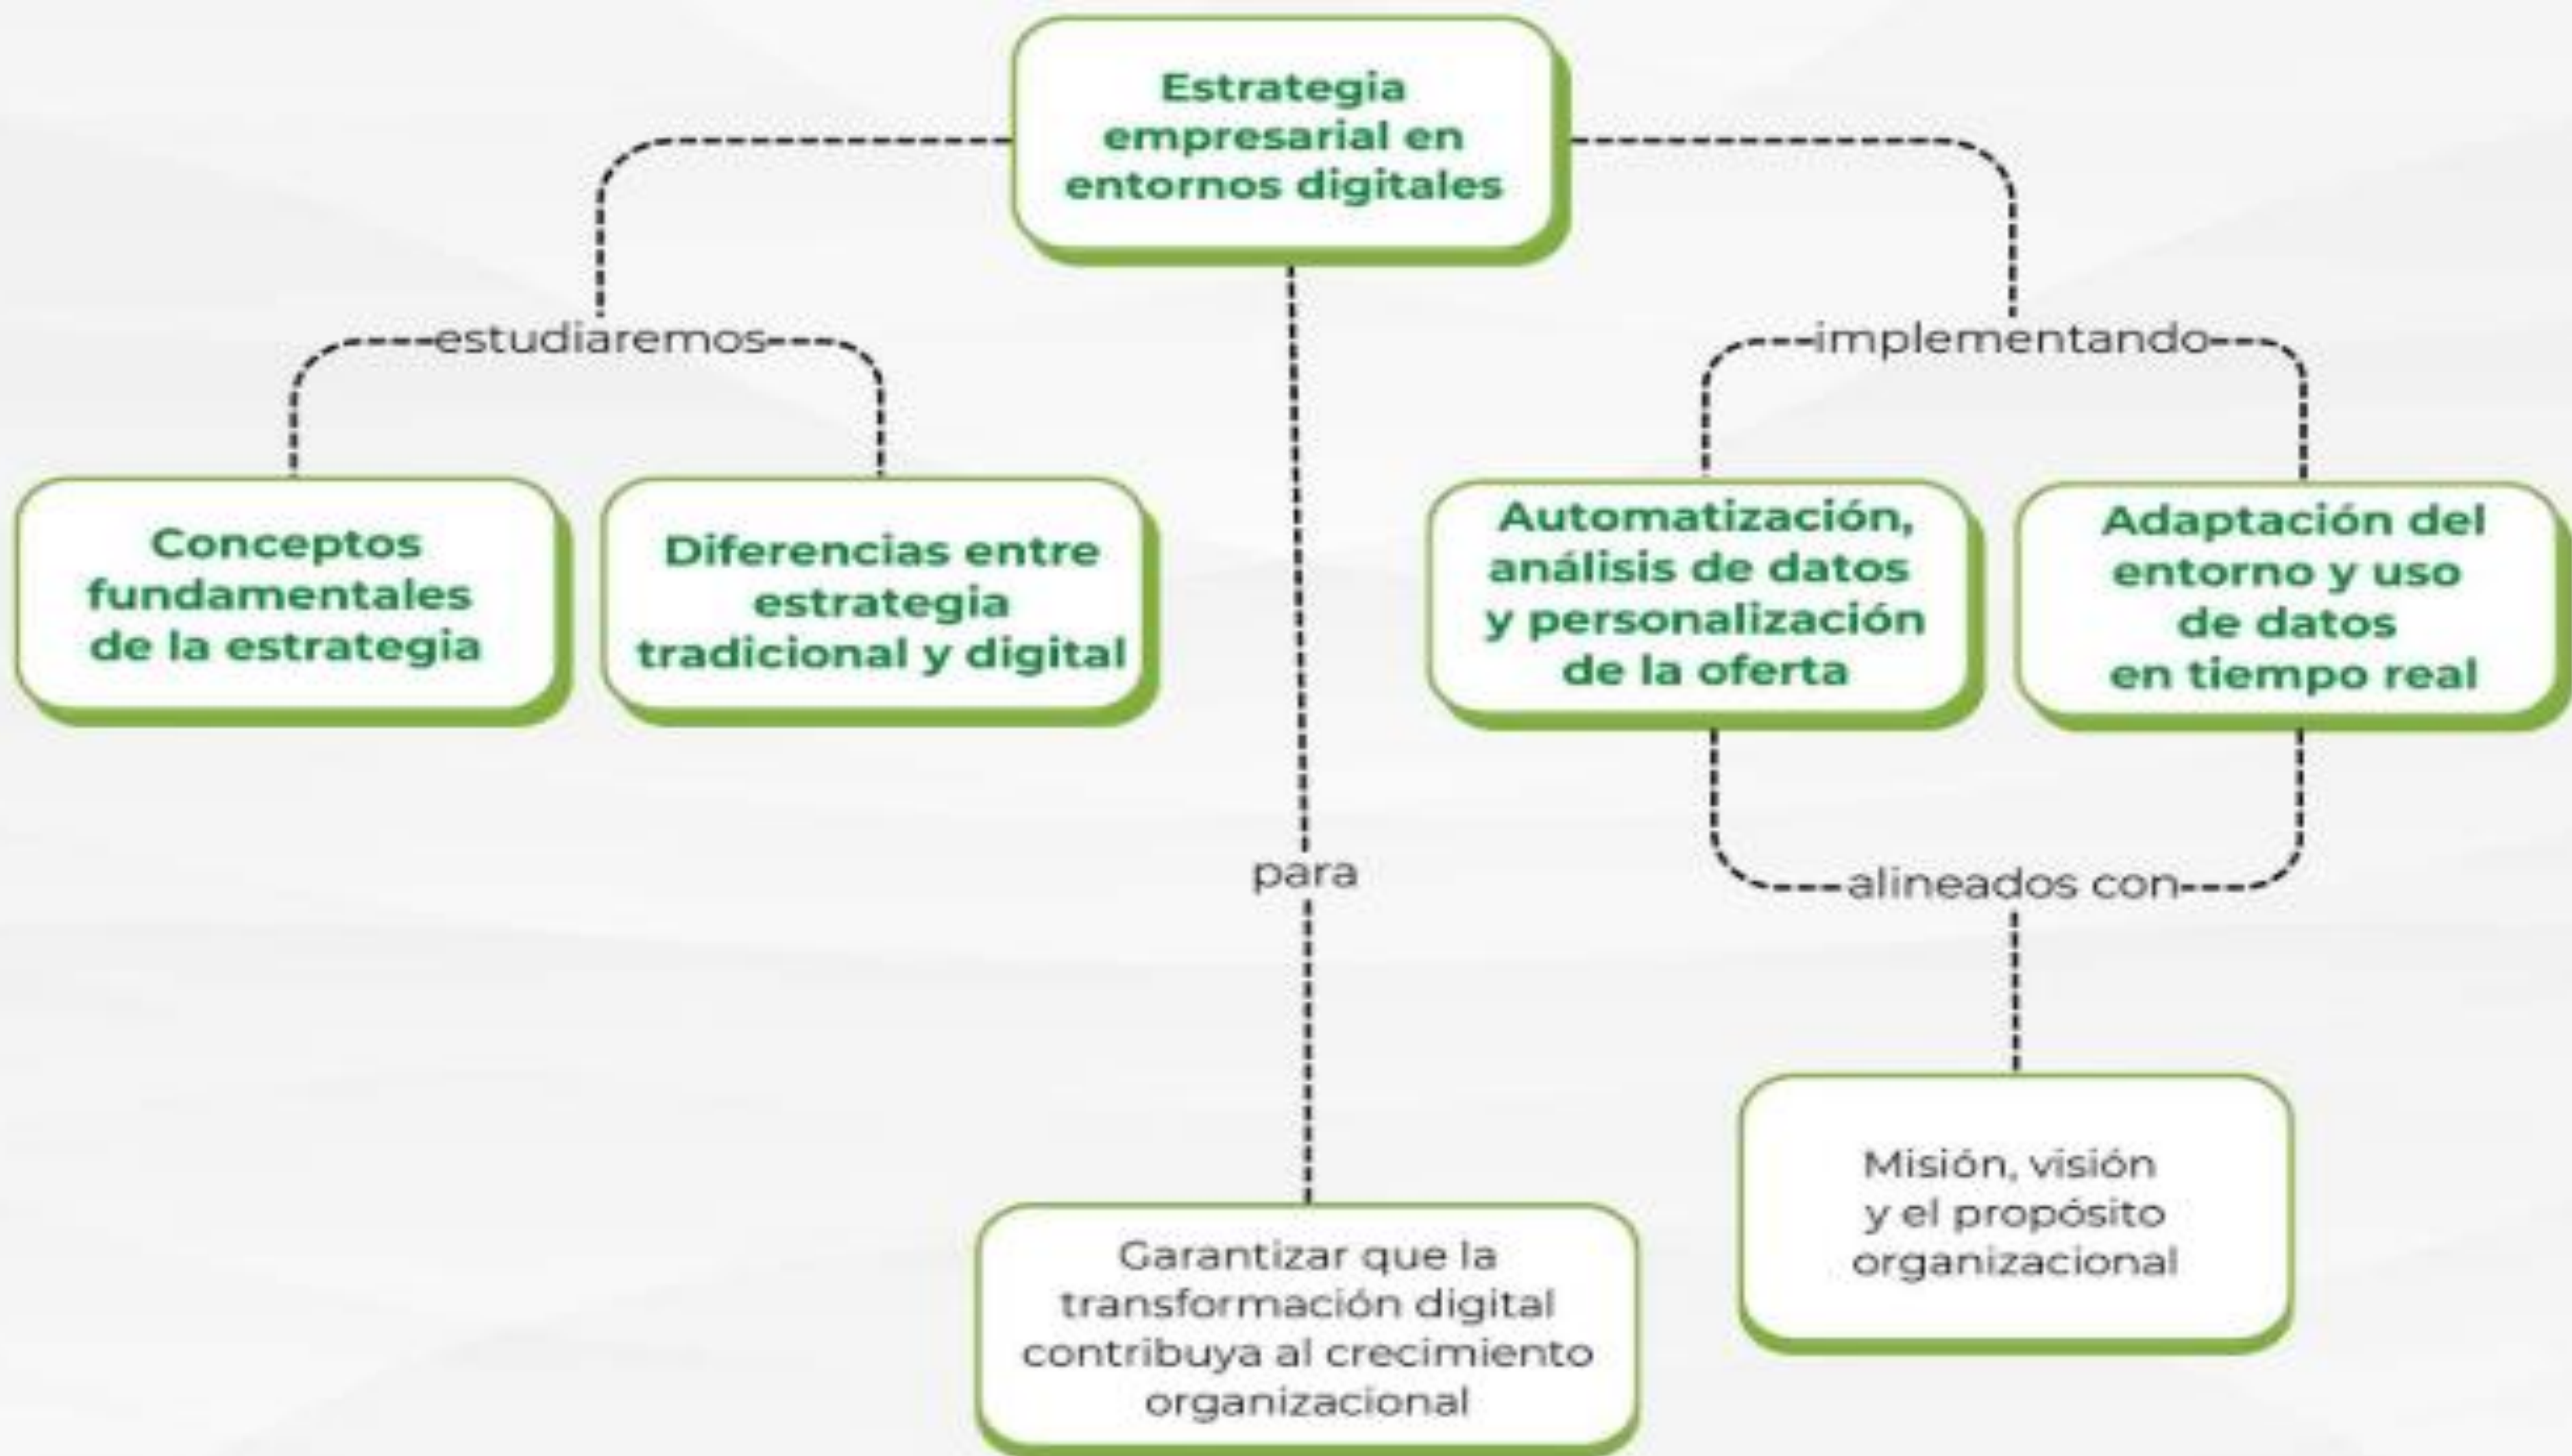 Estrategia
empresarial en
entornos digitales
estudiaremos
implementando
Conceptos
fundamentales
de la estrategia
Diferencias entre
estrategia
tradicional y digital
Automatización,
análisis de datos
y personalización
de la oferta
Adaptación del
entorno y uso
de datos
en tiempo real
para
alineados con
Misión, visión
y el propósito
organizacional
Garantizar que la
transformación digital
contribuya al crecimiento
organizacional